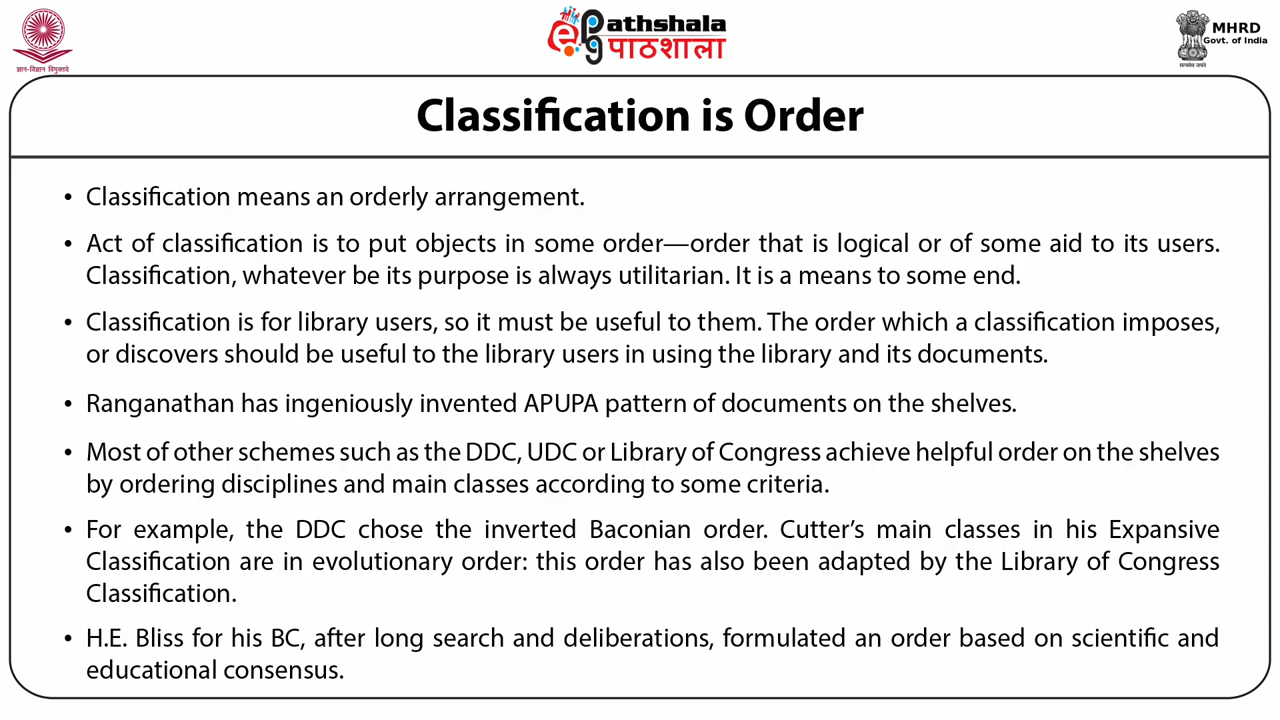 ज्ञान-विज्ञान विमुक्तये
epg
athshala
पाठशाला
सत्यमेव जयते
MHRD
Govt. of India
Classification is Order
• Classification means an orderly arrangement.
• Act of classification is to put objects in some order—order that is logical or of some aid to its users.
Classification, whatever be its purpose is always utilitarian. It is a means to some end.
• Classification is for library users, so it must be useful to them. The order which a classification imposes,
or discovers should be useful to the library users in using the library and its documents.
• Ranganathan has ingeniously invented APUPA pattern of documents on the shelves.
• Most of other schemes such as the DDC, UDC or Library of Congress achieve helpful order on the shelves
by ordering disciplines and main classes according to some criteria.
• For example, the DDC chose the inverted Baconian order. Cutter’s main classes in his Expansive
Classification are in evolutionary order: this order has also been adapted by the Library of Congress
Classification.
• H.E. Bliss for his BC, after long search and deliberations, formulated an order based on scientific and
educational consensus.